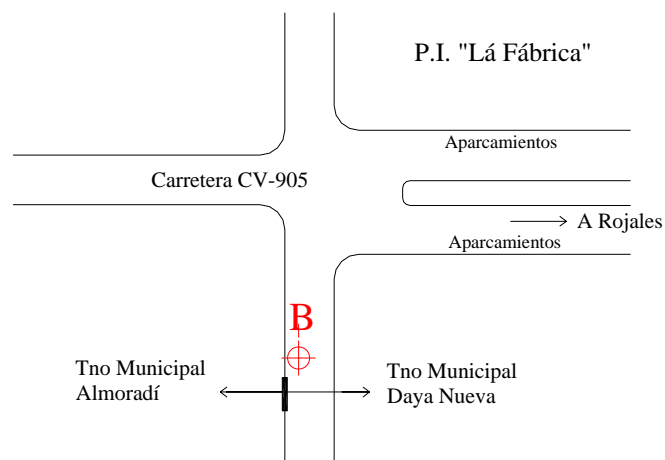 P.I. "Lá Fábrica"
Aparcamientos
Carretera CV-905
A Rojales
Aparcamientos
B
Tno Municipal
Almoradí
Tno Municipal
Daya Nueva